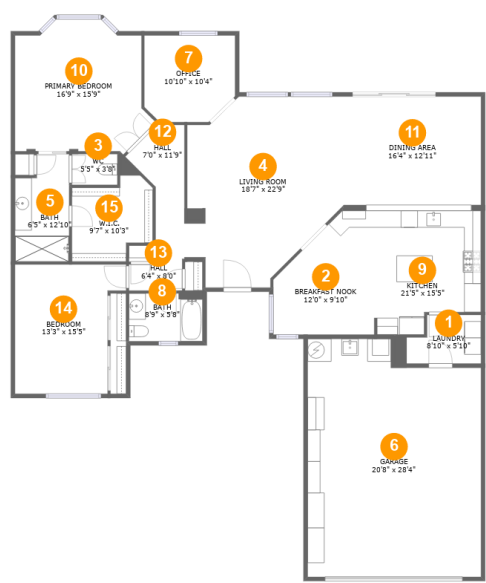 7
OFFICE
10'10" x 10'4"
10
PRIMARY BEDROOM
16'9" x 15'9"
12
HALL
7'0" x 11'9"
11
DINING AREA
16'4" x 12'11"
3
WC
5'5" x 3'8"
4
LIVING ROOM
18'7" x 22'9"
5
BATH
6'5" x 12'10"
15
W.I.C.
9'7" x 10'3"
13
HALL
6'4" x 8'0"
2
BREAKFAST NOOK
12'0" x 9'10"
9
KITCHEN
21'5" x 15'5"
8
BATH
8'9" x 5'8"
14
BEDROOM
13'3" x 15'5"
1
LAUNDRY
8'10" x 5'10"
6
GARAGE
20'8" x 28'4"